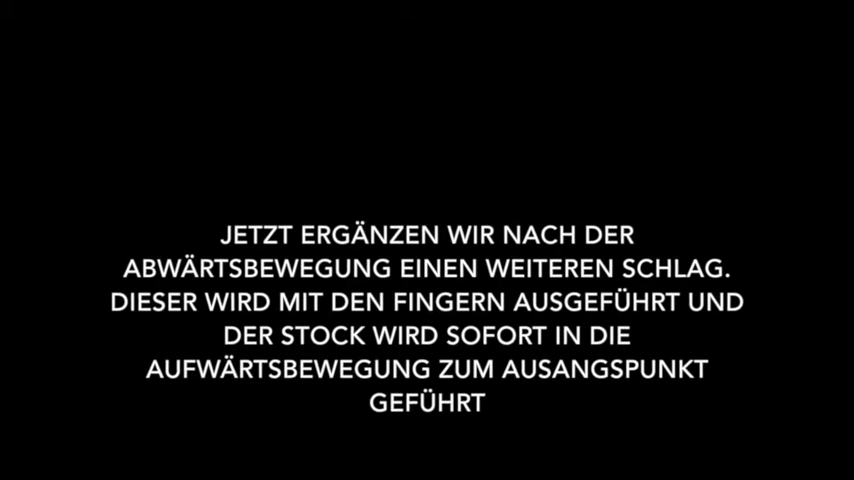 JETZT ERGÄNZEN WIR NACH DER
ABWÄRTSBEWEGUNG EINEN WEITEREN SCHLAG.
DIESER WIRD MIT DEN FINGERN AUSGEFÜHRT UND
DER STOCK WIRD SOFORT IN DIE
AUFWÄRTSBEWEGUNG ZUM AUSANGSPUNKT
GEFÜHRT